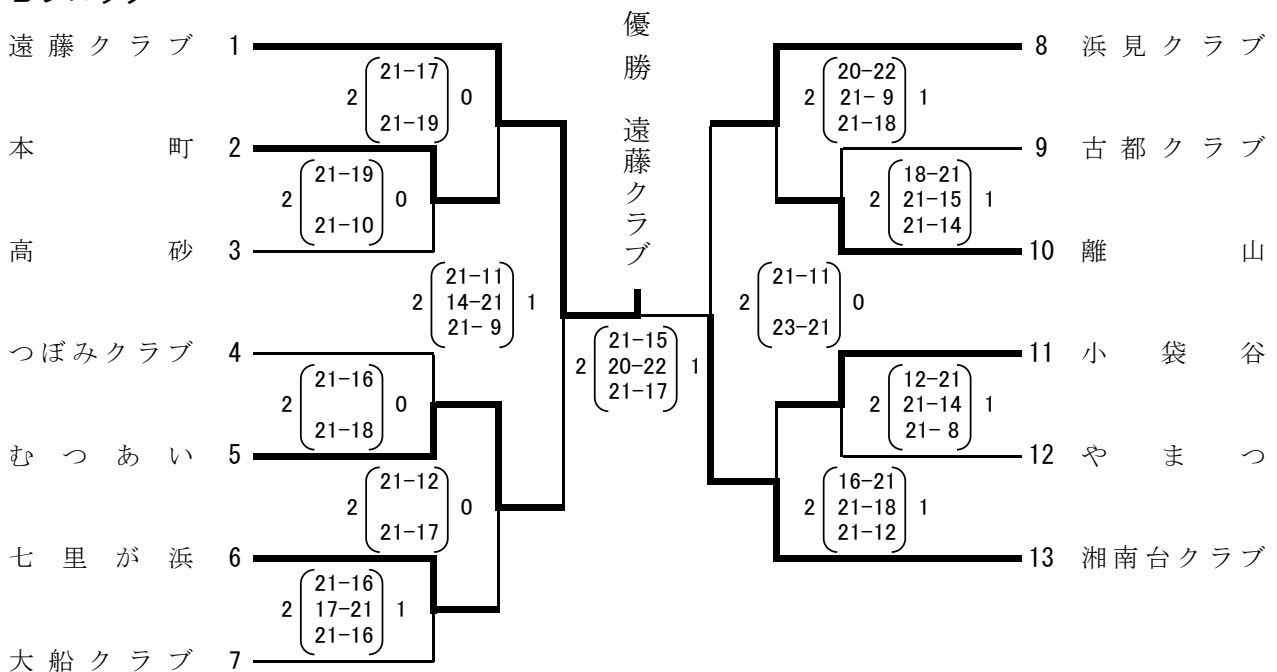 優勝 遠藤クラブ
遠藤クラブ 1
21-17
2 0
21-19
本町 2
21-19
2 0
21-10
高砂 3
21-11
2 14-21 1
21- 9
つぼみクラブ 4
21-16
2 0
21-18
むつあい 5
21-12
2 0
21-17
七里が浜 6
21-16
2 17-21 1
21-16
大船クラブ 7
21-15
2 20-22 1
21-17
8 浜見クラブ
20-22
2 21- 9 1
21-18
9 古都クラブ
18-21
2 21-15 1
21-14
10 離山
21-11
2 0
23-21
11 小袋谷
12-21
2 21-14 1
21- 8
12 やまつ
16-21
2 21-18 1
21-12
13 湘南台クラブ